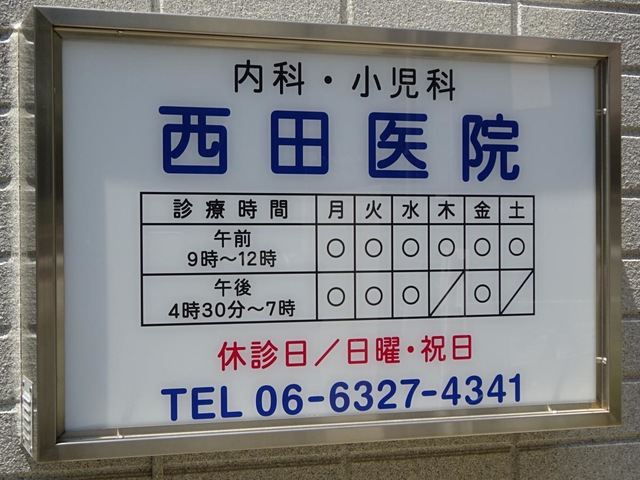 内科・小児科
西田医院
診療時間 月 火 水 木 金 土
午前 9時〜12時 ○ ○ ○ ○ ○ ○
午後 4時30分〜7時 ○ ○ ○ / ○ /
休診日/日曜・祝日
TEL 06-6327-4341